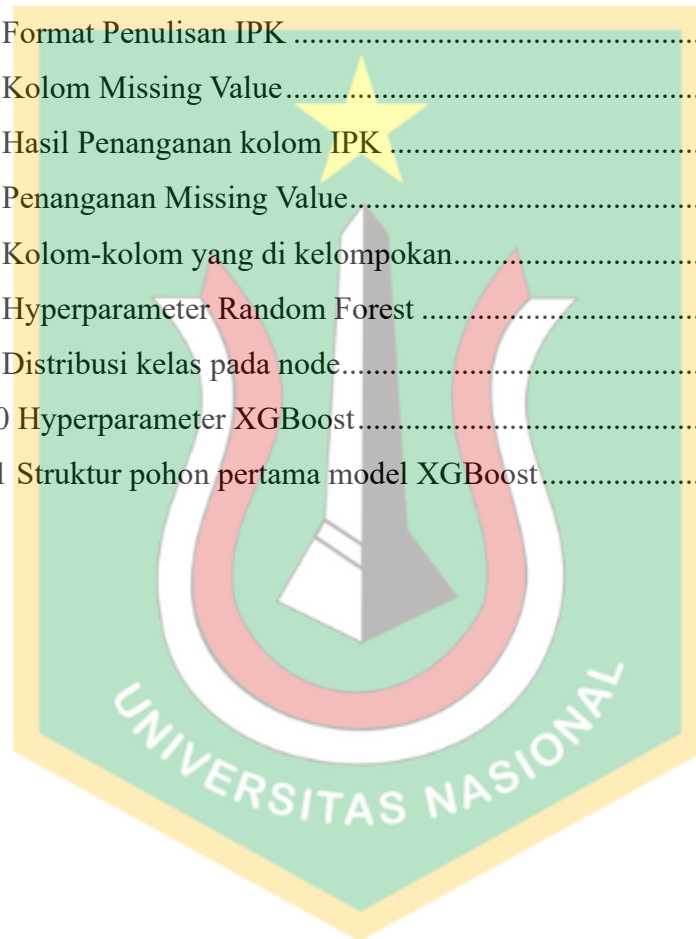 Format Penulisan IPK ..................................................
Kolom Missing Value ..................................................
Hasil Penanganan kolom IPK ......................................
Penanganan Missing Value ...........................................
Kolom-kolom yang di kelompokan ..............................
Hyperparameter Random Forest ..................................
Distribusi kelas pada node ............................................
0 Hyperparameter XGBoost ..........................................
Struktur pohon pertama model XGBoost ...................
UNIVERSITAS NASIONAL